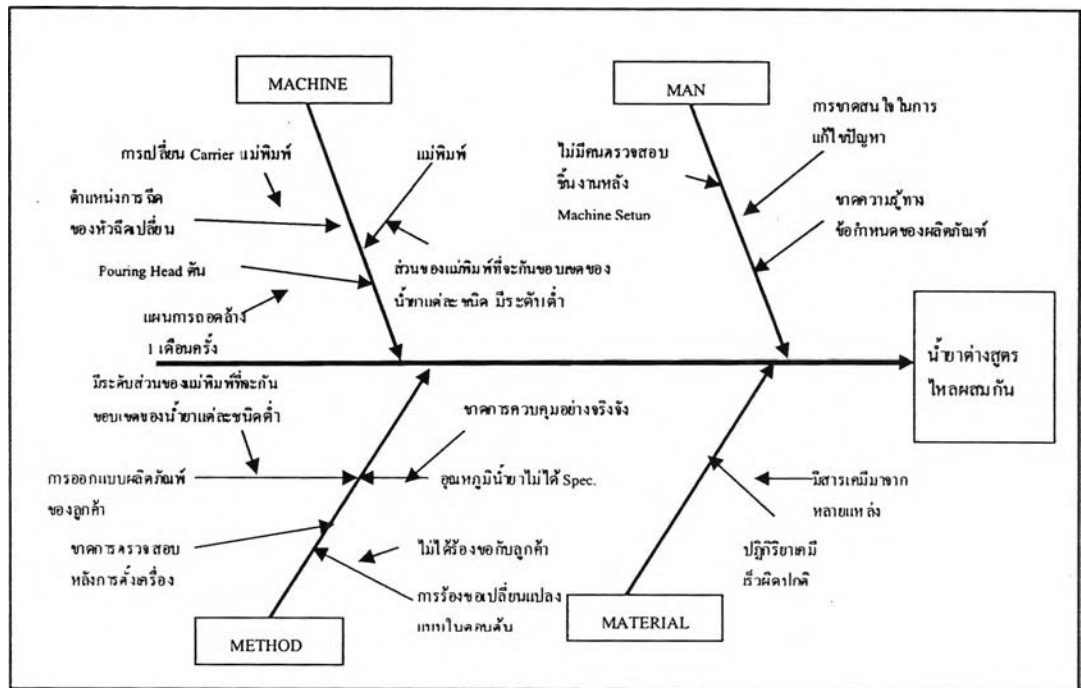 MACHINE
MAN
การเปลี่ยน Carrier แม่พิมพ์
แม่พิมพ์
ตำแหน่งการฉีด
ของหัวฉีดเปลี่ยน
Pouring Head ตัน
แผนการถอดล้าง
1 เดือนครั้ง
ส่วนของแม่พิมพ์ที่จะกันขอบเขตของ
น้ำยาแต่ละชนิด มีระดับต่ำ
ไม่มีคนตรวจสอบ
ชิ้นงานหลัง
Machine Setup
การขาดสนใจในการ
แก้ไขปัญหา
ขาดความรู้ทาง
ข้อกำหนดของผลิตภัณฑ์
น้ำยาต่างสูตร
ไหลผสมกัน
มีระดับส่วนของแม่พิมพ์ที่จะกัน
ขอบเขตของน้ำยาแต่ละชนิดต่ำ
ขาดการควบคุมอย่างจริงจัง
การออกแบบผลิตภัณฑ์
ของลูกค้า
อุณหภูมิน้ำยาไม่ได้ Spec.
ขาดการตรวจสอบ
หลังการตั้งเครื่อง
ไม่ได้ร้องขอกับลูกค้า
การร้องขอเปลี่ยนแปลง
แบบในตอนต้น
มีสารเคมีมาจาก
หลายแหล่ง
ปฏิกิริยาเคมี
เร็วผิดปกติ
METHOD
MATERIAL